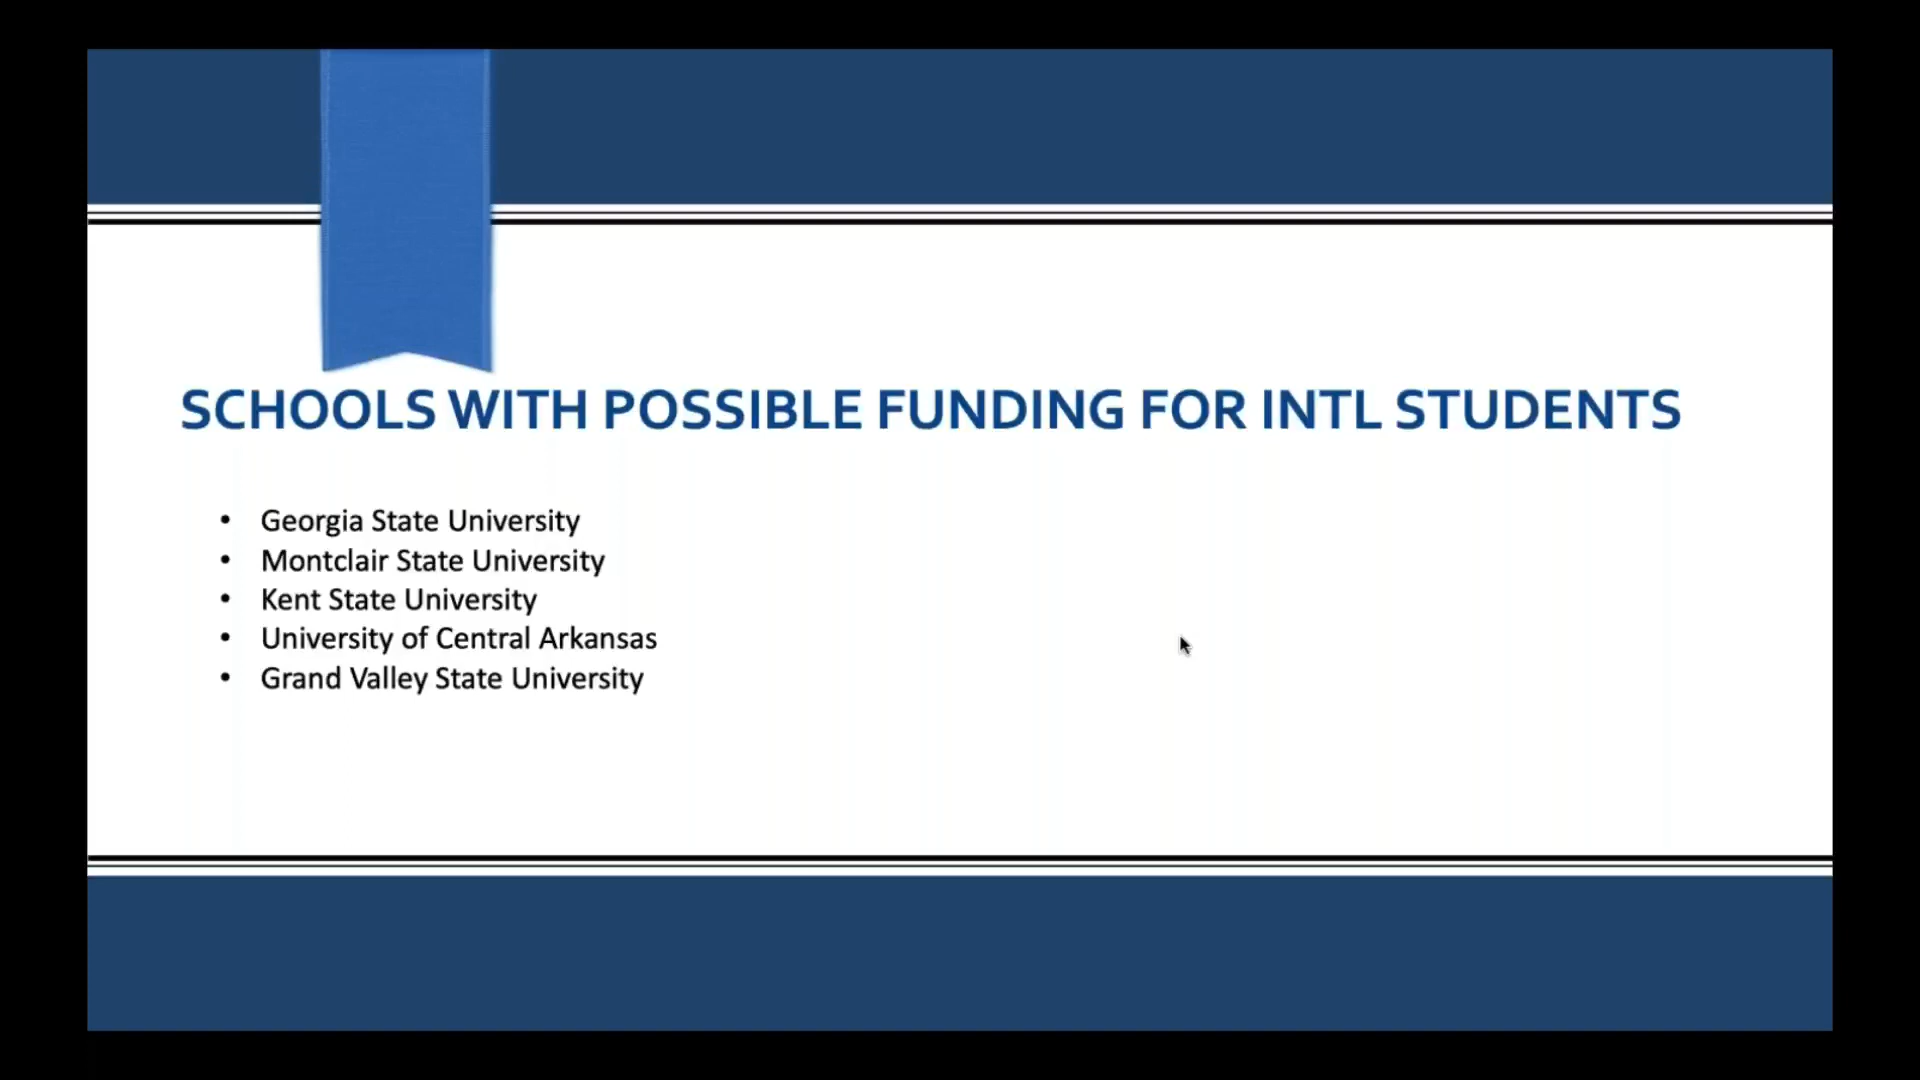 SCHOOLS WITH POSSIBLE FUNDING FOR INTL STUDENTS
• Georgia State University
• Montclair State University
• Kent State University
• University of Central Arkansas
• Grand Valley State University